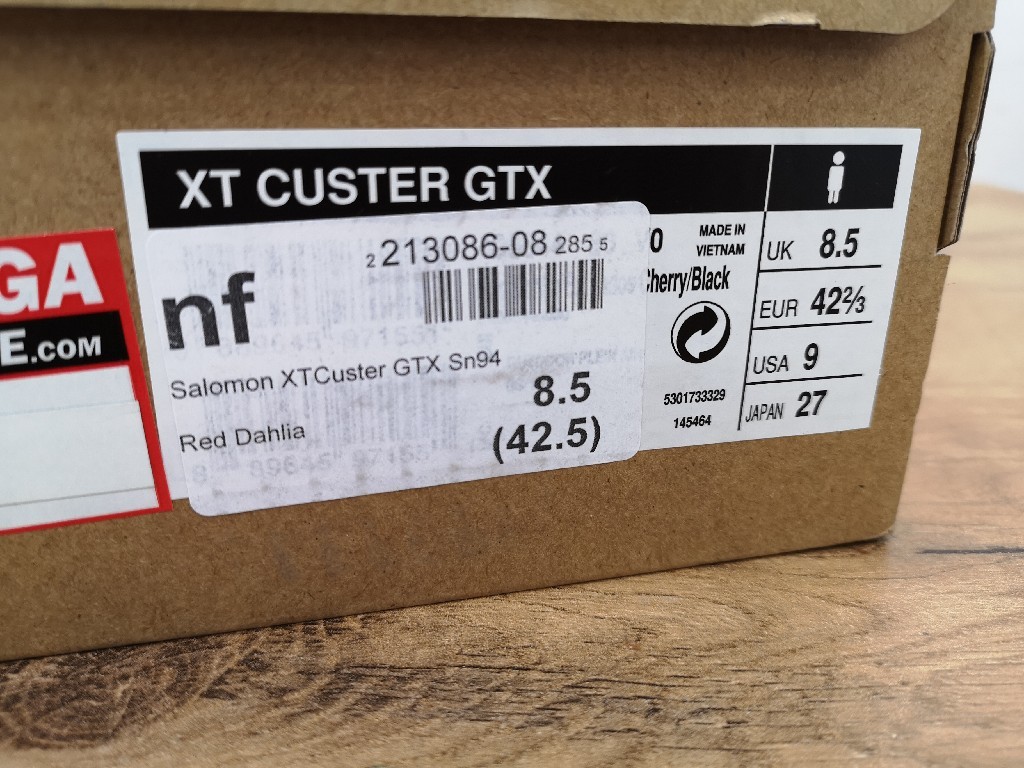 XT CUSTER GTX
GA
E.COM
2 213086-08 285 5
nf
Salomon XTCuster GTX Sn94
8.5
Red Dahlia
(42.5)
0
MADE IN
VIETNAM
Cherry/Black
5301733329
145464
UK 8.5
EUR 42⅔
USA 9
JAPAN 27